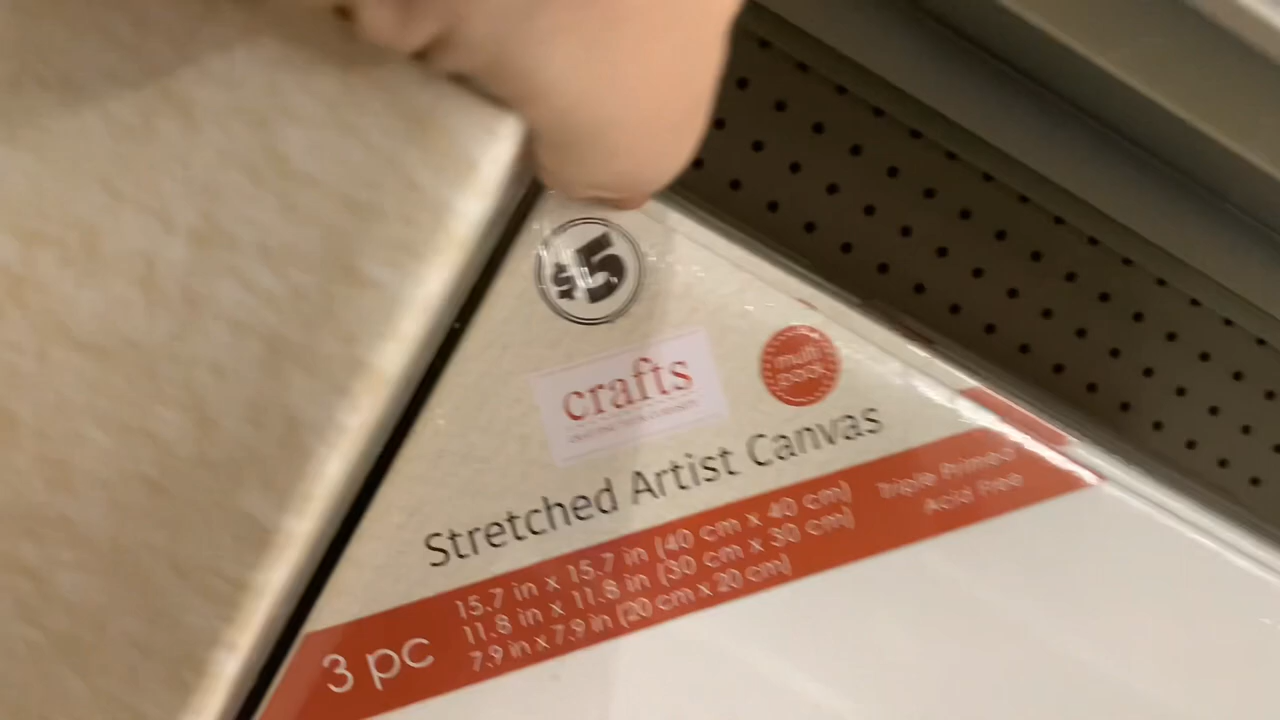 $5
crafts
multi
pack
Stretched Artist Canvas
3 pc
15.7 in x 15.7 in (40 cm x 40 cm)
11.8 in x 11.8 in (30 cm x 30 cm)
7.9 in x 7.9 in (20 cm x 20 cm)
Triple Primed
Acid Free